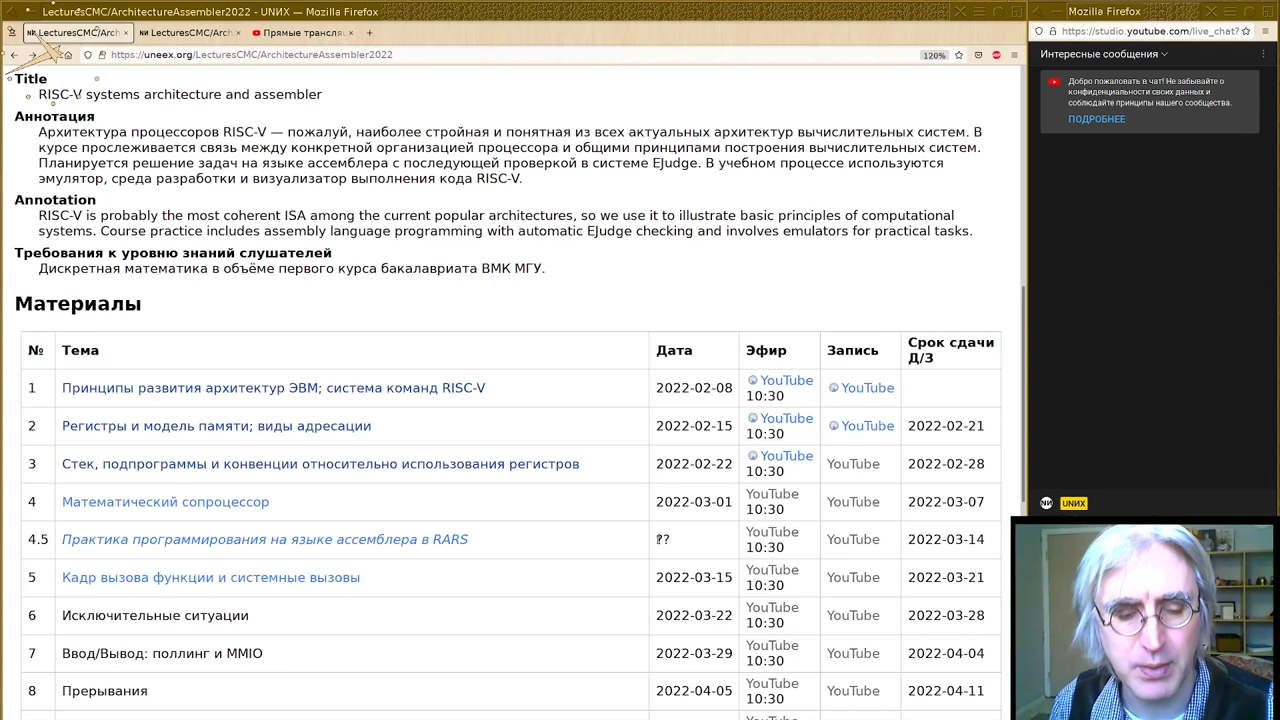 LecturesCMC/ArchitectureAssembler2022 - UNИX — Mozilla Firefox
LecturesCMC/Archi ×
NИ LecturesCMC/Archi ×
Прямые трансляц ×
+
https://uneex.org/LecturesCMC/ArchitectureAssembler2022
120%
Title
RISC-V systems architecture and assembler
Аннотация
Архитектура процессоров RISC-V — пожалуй, наиболее стройная и понятная из всех актуальных архитектур вычислительных систем. В
курсе прослеживается связь между конкретной организацией процессора и общими принципами построения вычислительных систем.
Планируется решение задач на языке ассемблера с последующей проверкой в системе EJudge. В учебном процессе используются
эмулятор, среда разработки и визуализатор выполнения кода RISC-V.
Annotation
RISC-V is probably the most coherent ISA among the current popular architectures, so we use it to illustrate basic principles of computational
systems. Course practice includes assembly language programming with automatic EJudge checking and involves emulators for practical tasks.
Требования к уровню знаний слушателей
Дискретная математика в объёме первого курса бакалавриата ВМК МГУ.
Материалы
№ Тема Дата Эфир Запись Срок сдачи Д/З
1 Принципы развития архитектур ЭВМ; система команд RISC-V 2022-02-08 YouTube 10:30 YouTube
2 Регистры и модель памяти; виды адресации 2022-02-15 YouTube 10:30 YouTube 2022-02-21
3 Стек, подпрограммы и конвенции относительно использования регистров 2022-02-22 YouTube 10:30 YouTube 2022-02-28
4 Математический сопроцессор 2022-03-01 YouTube 10:30 YouTube 2022-03-07
4.5 Практика программирования на языке ассемблера в RARS ⁇ YouTube 10:30 YouTube 2022-03-14
5 Кадр вызова функции и системные вызовы 2022-03-15 YouTube 10:30 YouTube 2022-03-21
6 Исключительные ситуации 2022-03-22 YouTube 10:30 YouTube 2022-03-28
7 Ввод/Вывод: поллинг и MMIO 2022-03-29 YouTube 10:30 YouTube 2022-04-04
8 Прерывания 2022-04-05 YouTube 10:30 YouTube 2022-04-11
Mozilla Firefox
https://studio.youtube.com/live_chat?
Интересные сообщения
Добро пожаловать в чат! Не забывайте о
конфиденциальности своих данных и
соблюдайте принципы нашего сообщества.
ПОДРОБНЕЕ
NИ UNИX